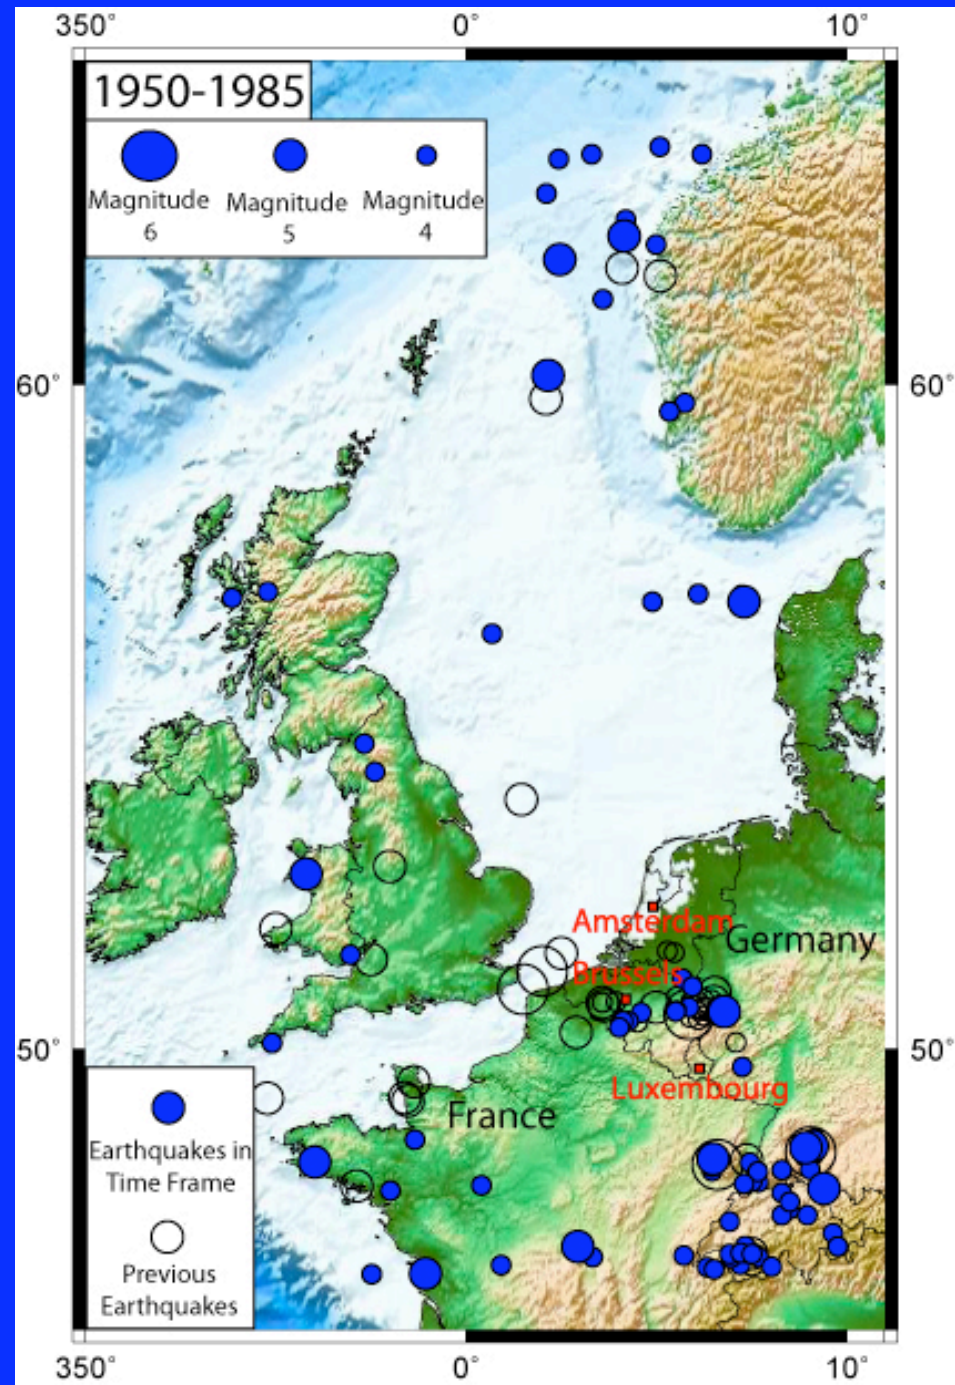 350° 0° 10°
1950-1985
Magnitude Magnitude Magnitude
6 5 4
60° 60°
Amsterdam
Germany
Brussels
50° 50°
Luxembourg
France
Earthquakes in
Time Frame
Previous
Earthquakes
350° 0° 10°